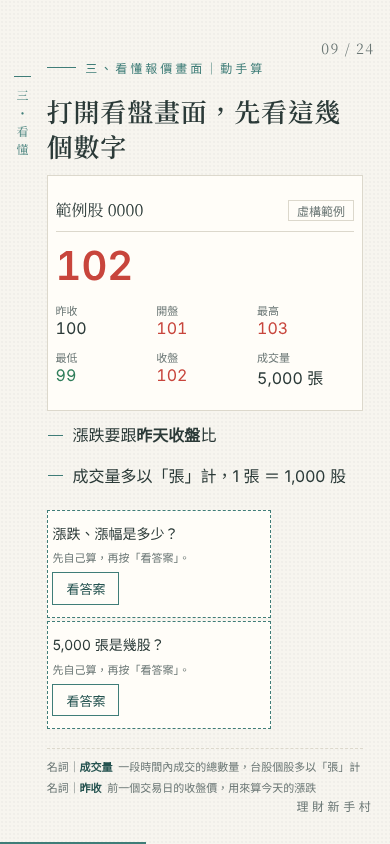 09 / 24
三、看懂報價畫面｜動手算
三・看懂
打開看盤畫面，先看這幾
個數字
範例股 0000
虛構範例
102
昨收 開盤 最高
100 101 103
最低 收盤 成交量
99 102 5,000 張
— 漲跌要跟昨天收盤比
— 成交量多以「張」計，1 張 ＝ 1,000 股
漲跌、漲幅是多少？
先自己算，再按「看答案」。
看答案
5,000 張是幾股？
先自己算，再按「看答案」。
看答案
名詞｜成交量 一段時間內成交的總數量，台股個股多以「張」計
名詞｜昨收 前一個交易日的收盤價，用來算今天的漲跌
理財新手村